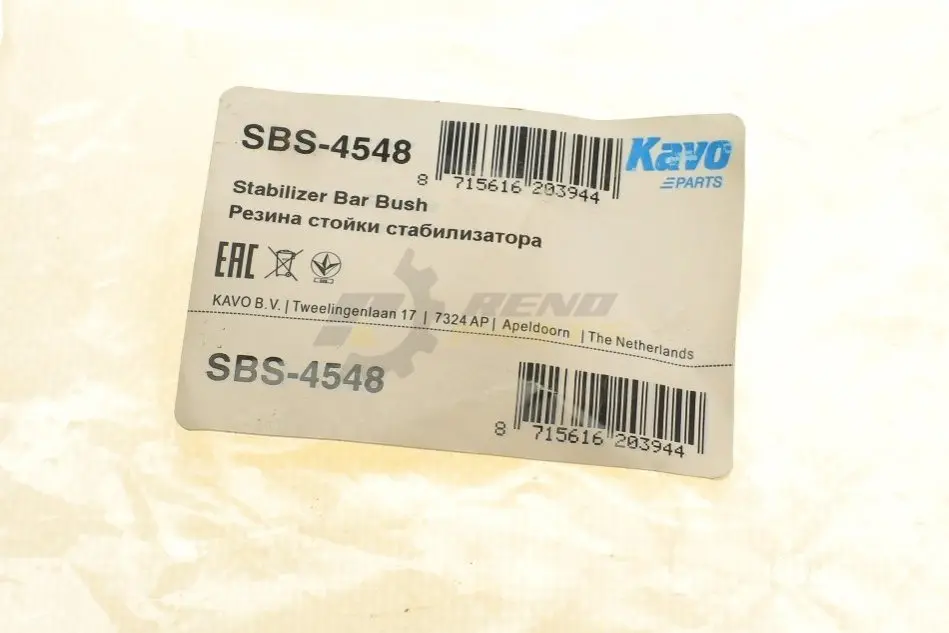 SBS-4548
8 715616 203944
Kavo
PARTS
Stabilizer Bar Bush
Резина стойки стабилизатора
EAC
KAVO B.V. | Tweelingenlaan 17 | 7324 AP | Apeldoorn | The Netherlands
RENO
SBS-4548
8 715616 203944